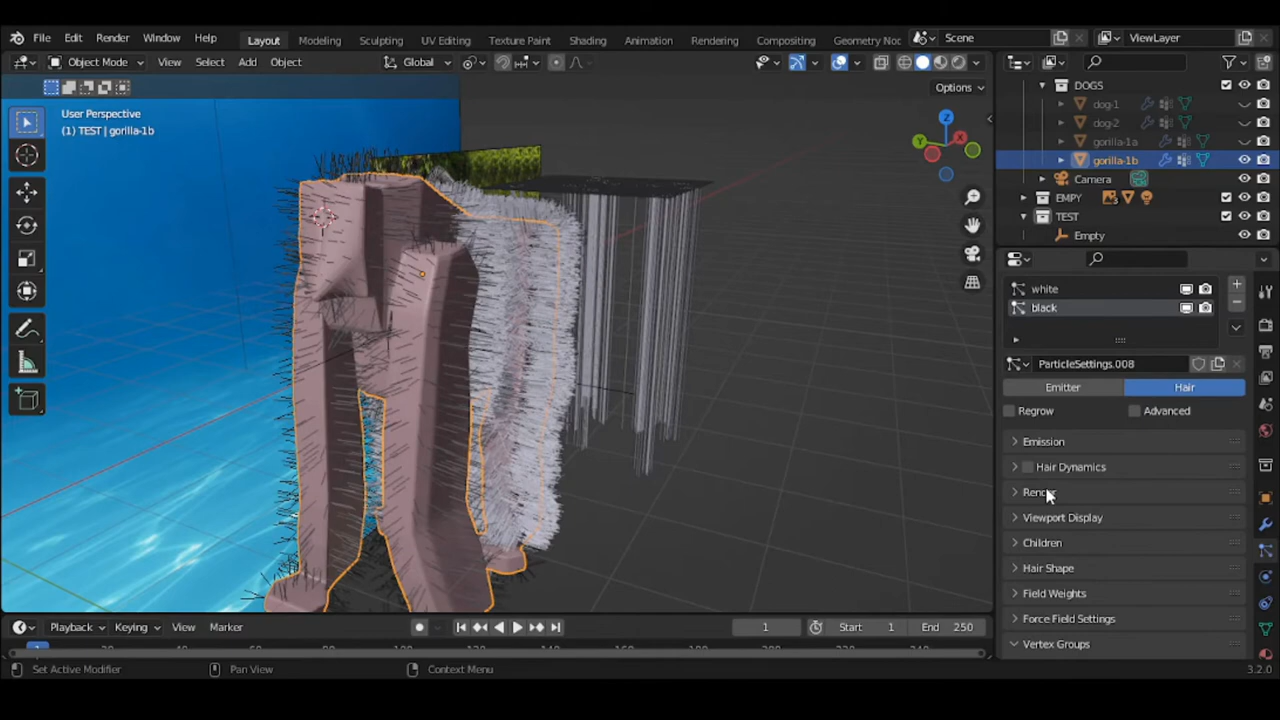 File Edit Render Window Help Layout Modeling Sculpting UV Editing Texture Paint Shading Animation Rendering Compositing Geometry Noc Scene ViewLayer
Object Mode View Select Add Object Global
Options
User Perspective
(1) TEST | gorilla-1b
Z
Y
X
DOGS
dog-1
dog-2
gorilla-1a
gorilla-1b
Camera
EMPY
3
TEST
Empty
white
black
ParticleSettings.008
Emitter Hair
Regrow Advanced
Emission
Hair Dynamics
Render
Viewport Display
Children
Hair Shape
Field Weights
Force Field Settings
Vertex Groups
Playback Keying View Marker 1 Start 1 End 250
1
Set Active Modifier Pan View Context Menu 3.2.0